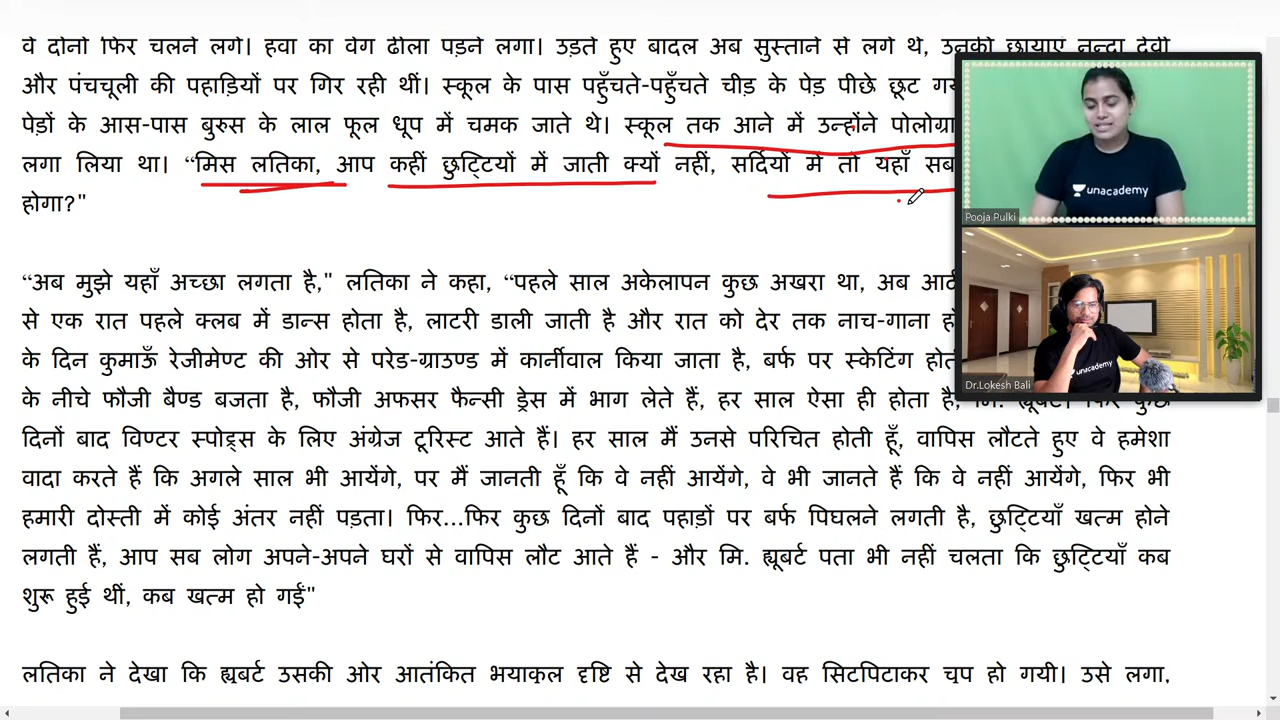 वे दोनों फिर चलने लगे। हवा का वेग ढीला पड़ने लगा। उड़ते हुए बादल अब सुस्ताने से लगे थे, उनकी छायाएं नन्दा देवी
और पंचचूली की पहाड़ियों पर गिर रही थीं। स्कूल के पास पहुँचते-पहुँचते चीड़ के पेड़ पीछे छूट
पेड़ों के आस-पास बुरुस के लाल फूल धूप में चमक जाते थे। स्कूल तक आने में उन्होंने
लगा लिया था। “मिस लतिका, आप कहीं छुट्टियों में जाती क्यों नहीं, सर्दियों में तो यहाँ सब
होगा?"
“अब मुझे यहाँ अच्छा लगता है," लतिका ने कहा, “पहले साल अकेलापन कुछ अखरा था, अब
से एक रात पहले क्लब में डान्स होता है, लाटरी डाली जाती है और रात को देर तक नाच-गाना
के दिन कुमाऊँ रेजीमेण्ट की ओर से परेड-ग्राउण्ड में कार्नीवाल किया जाता है, बर्फ पर स्केटिंग
के नीचे फौजी बैण्ड बजता है, फौजी अफसर फैन्सी ड्रेस में भाग लेते हैं, हर साल ऐसा ही होता है,
दिनों बाद विण्टर स्पोर्ट्स के लिए अंग्रेज टूरिस्ट आते हैं। हर साल मैं उनसे परिचित होती हूँ, वापिस लौटते हुए वे हमेशा
वादा करते हैं कि अगले साल भी आयेंगे, पर मैं जानती हूँ कि वे नहीं आयेंगे, वे भी जानते हैं कि वे नहीं आयेंगे, फिर भी
हमारी दोस्ती में कोई अंतर नहीं पड़ता। फिर...फिर कुछ दिनों बाद पहाड़ों पर बर्फ पिघलने लगती है, छुट्टियाँ खत्म होने
लगती हैं, आप सब लोग अपने-अपने घरों से वापिस लौट आते हैं - और मि. ह्यूबर्ट पता भी नहीं चलता कि छुट्टियाँ कब
शुरू हुई थीं, कब खत्म हो गईं"
लतिका ने देखा कि ह्यूबर्ट उसकी ओर आतंकित भयाकुल दृष्टि से देख रहा है। वह सिटपिटाकर चुप हो गयी। उसे लगा,
unacademy
Pooja Pulki
unacademy
Dr.Lokesh Bali